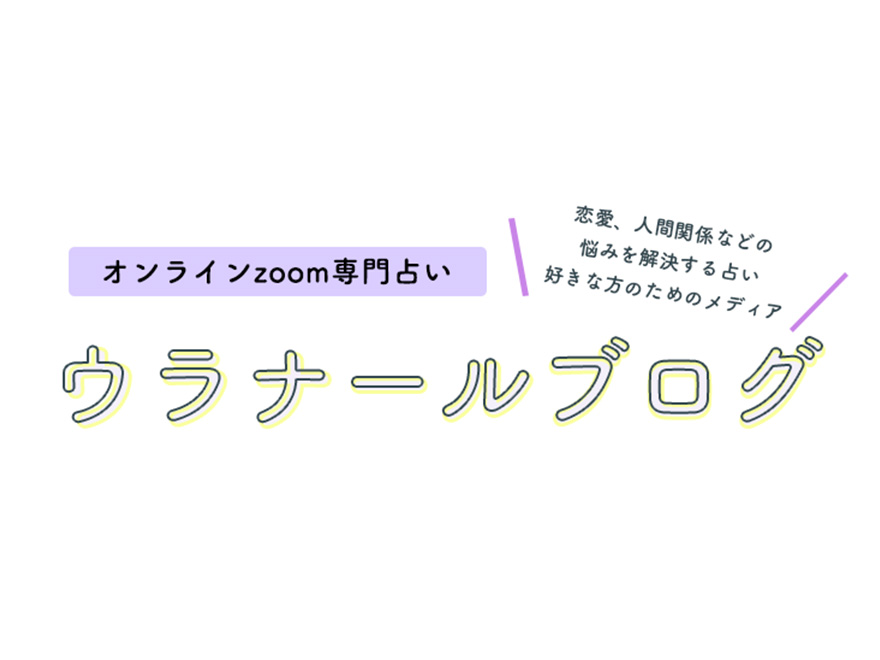 恋愛、人間関係などの
悩みを解決する占い
好きな方のためのメディア
オンラインzoom専門占い
ウラナールブログ